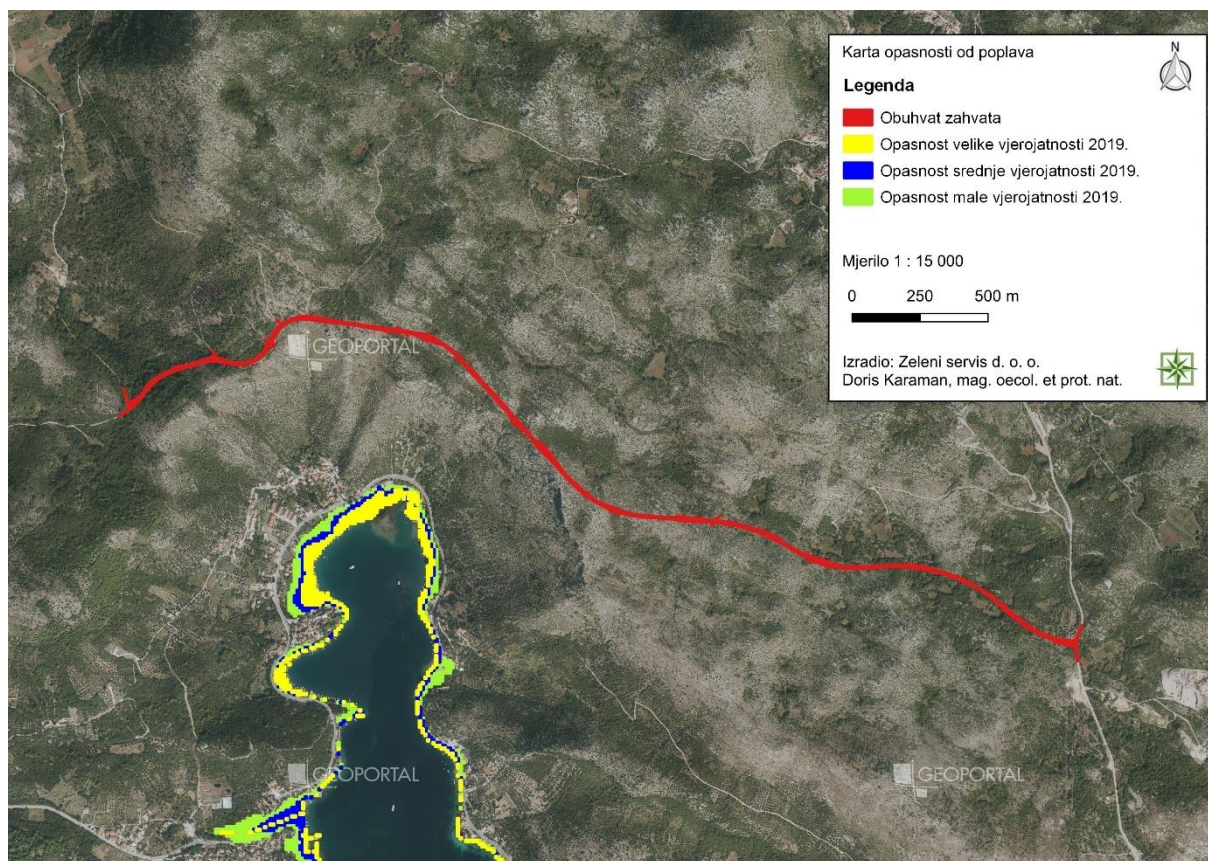 Karta opasnosti od poplava
N
Legenda
Obuhvat zahvata
Opasnost velike vjerojatnosti 2019.
Opasnost srednje vjerojatnosti 2019.
Opasnost male vjerojatnosti 2019.
Mjerilo 1 : 15 000
0 250 500 m
Izradio: Zeleni servis d. o. o.
Doris Karaman, mag. oecol. et prot. nat.
GEOPORTAL
GEOPORTAL
GEOPORTAL